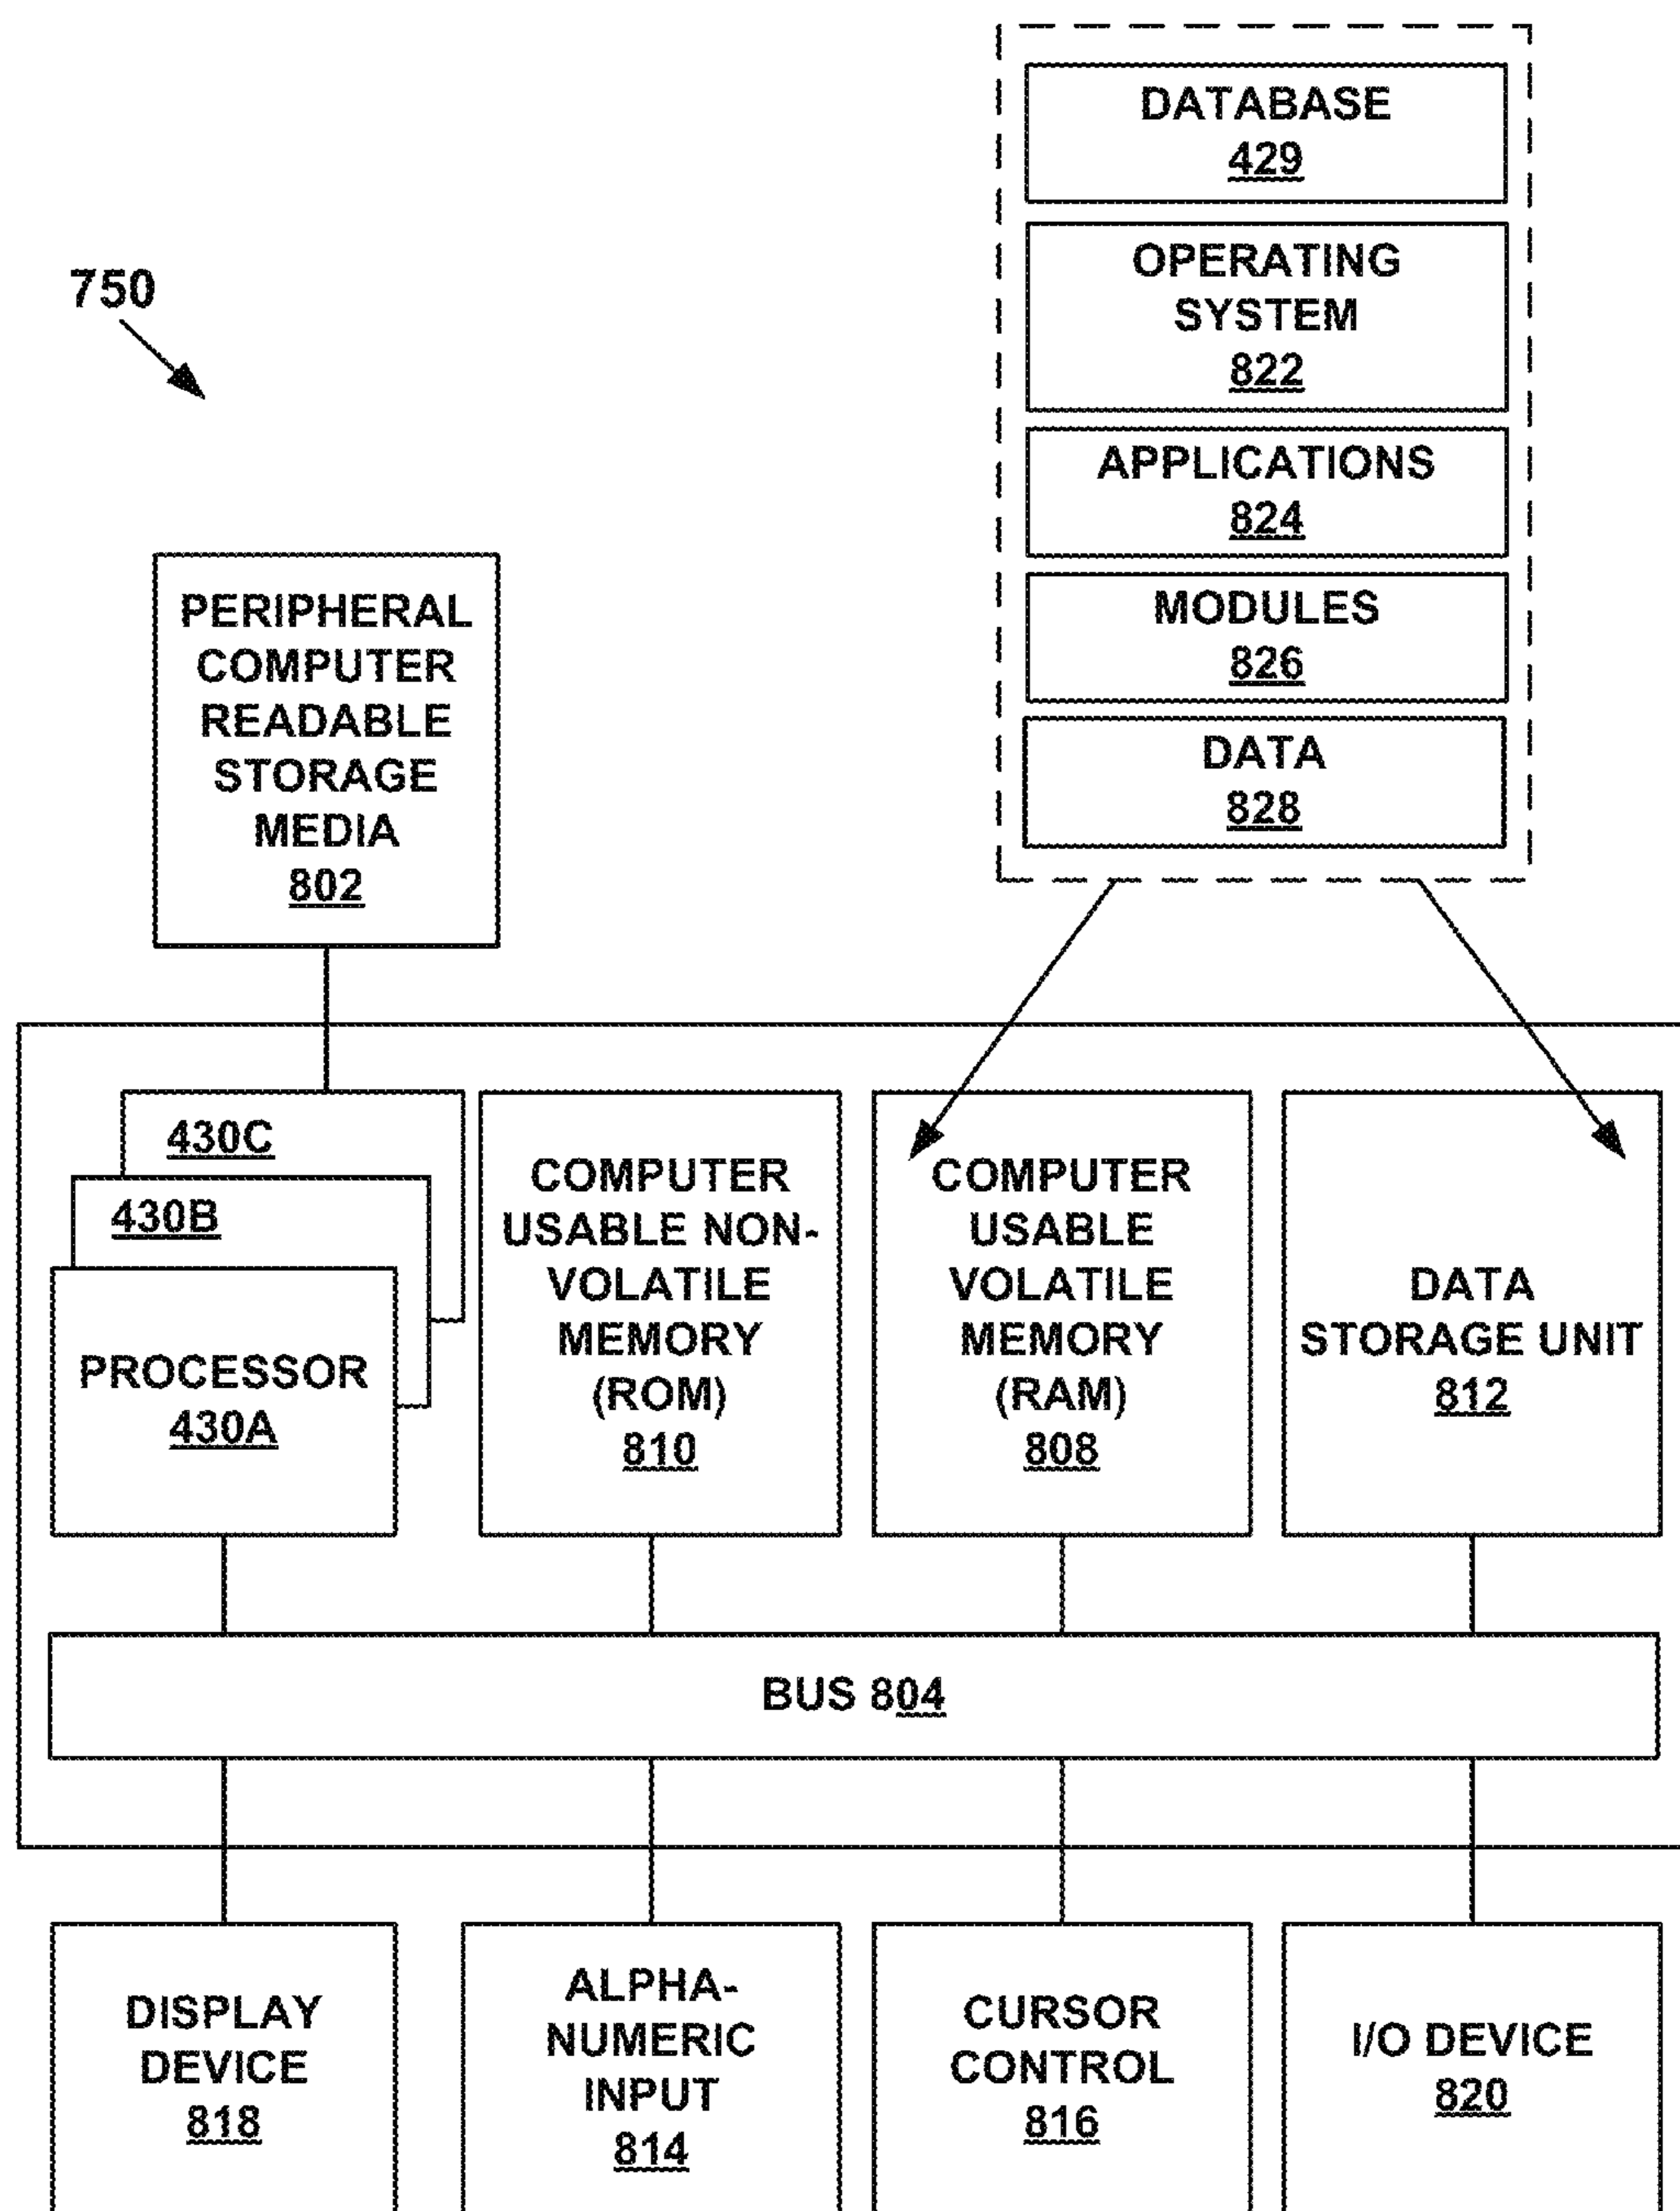 DATABASE
429
OPERATING
SYSTEM
822
750
APPLICATIONS
824
MODULES
826
DATA
828
PERIPHERAL
COMPUTER
READABLE
STORAGE
MEDIA
802
430C
430B
PROCESSOR
430A
COMPUTER
USABLE NON-
VOLATILE
MEMORY
(ROM)
810
COMPUTER
USABLE
VOLATILE
MEMORY
(RAM)
808
DATA
STORAGE UNIT
812
BUS 804
DISPLAY
DEVICE
818
ALPHA-
NUMERIC
INPUT
814
CURSOR
CONTROL
816
I/O DEVICE
820